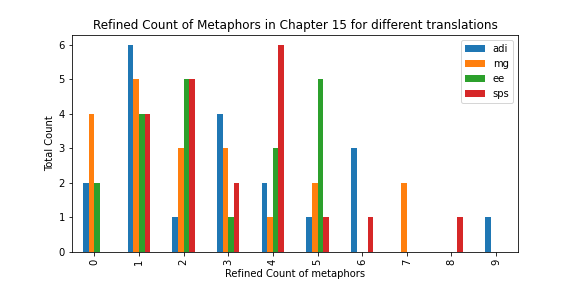 Refined Count of Metaphors in Chapter 15 for different translations
adi
mg
ee
sps
Total Count
6
5
4
3
2
1
0
0 1 2 3 4 5 6 7 8 9
Refined Count of metaphors